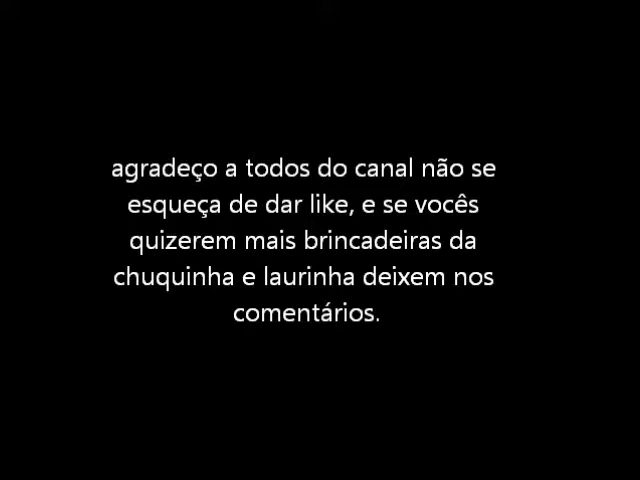 agradeço a todos do canal não se
esqueça de dar like, e se vocês
quizerem mais brincadeiras da
chuquinha e laurinha deixem nos
comentários.